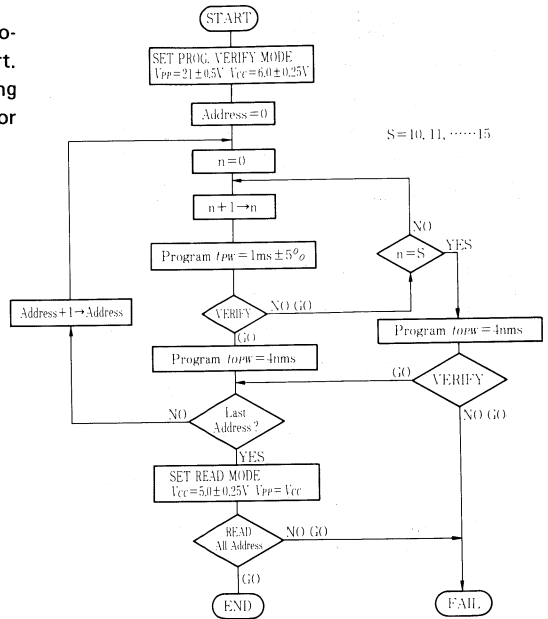 o-
rt.
ng
or
START
SET PROG. VERIFY MODE
VPP=21±0.5V VCC=6.0±0.25V
Address=0
S=10, 11, ······15
n=0
n+1→n
NO
Program tPW=1ms±5%
n=S
YES
Address+1→Address
VERIFY
NO GO
GO
Program tOPW=4nms
Program tOPW=4nms
GO
VERIFY
NO GO
NO
Last
Address?
YES
SET READ MODE
VCC=5.0±0.25V VPP=VCC
READ
All Address
NO GO
GO
END
FAIL